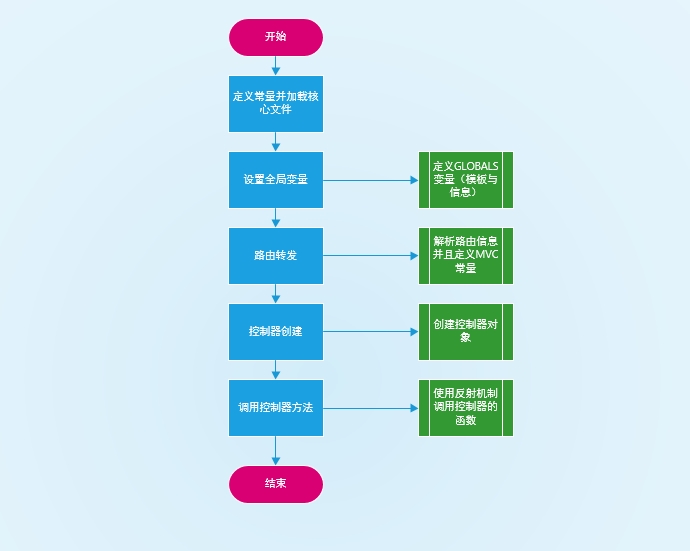 开始
定义常量并加载核
心文件
设置全局变量
定义GLOBALS
变量（模板与
信息）
路由转发
解析路由信息
并且定义MVC
常量
控制器创建
创建控制器对
象
调用控制器方法
使用反射机制
调用控制器的
函数
结束